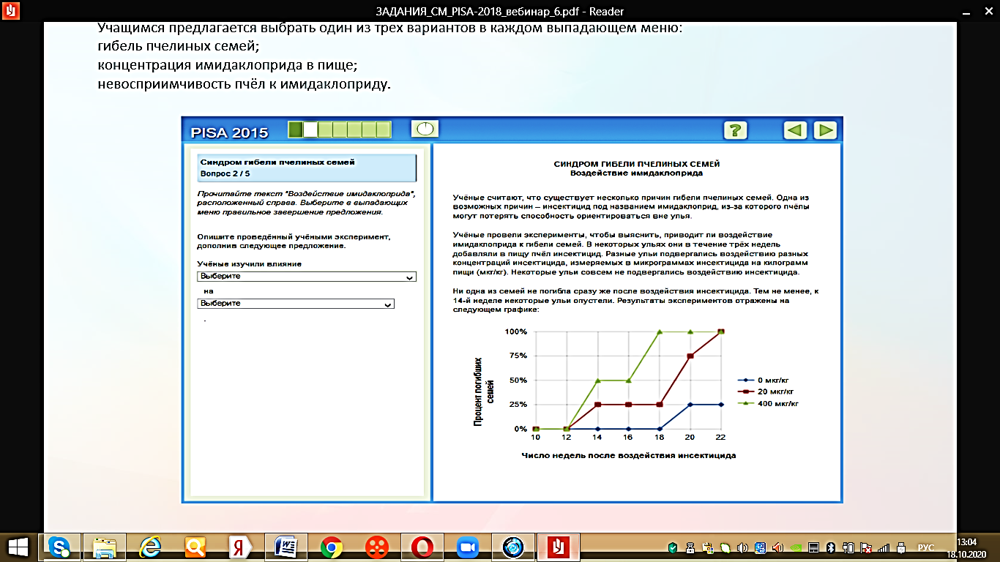 ЗАДАНИЯ_СМ_PISA-2018_вебинар_6.pdf - Reader
Учащимся предлагается выбрать один из трех вариантов в каждом выпадающем меню:
гибель пчелиных семей;
концентрация имидаклоприда в пище;
невосприимчивость пчёл к имидаклоприду.
PISA 2015
?
Синдром гибели пчелиных семей
Вопрос 2 / 5
Прочитайте текст "Воздействие имидаклоприда",
расположенный справа. Выберите в выпадающих
меню правильное завершение предложения.
Опишите проведённый учёными эксперимент,
дополнив следующее предложение.
Учёные изучили влияние
Выберите
на
Выберите
.
СИНДРОМ ГИБЕЛИ ПЧЕЛИНЫХ СЕМЕЙ
Воздействие имидаклоприда
Учёные считают, что существует несколько причин гибели пчелиных семей. Одна из
возможных причин – инсектицид под названием имидаклоприд, из-за которого пчёлы
могут потерять способность ориентироваться вне улья.
Учёные провели эксперименты, чтобы выяснить, приводит ли воздействие
имидаклоприда к гибели семей. В некоторых ульях они в течение трёх недель
добавляли в пищу пчёл инсектицид. Разные ульи подвергались воздействию разных
концентраций инсектицида, измеряемых в микрограммах инсектицида на килограмм
пищи (мкг/кг). Некоторые ульи совсем не подвергались воздействию инсектицида.
Ни одна из семей не погибла сразу же после воздействия инсектицида. Тем не менее, к
14-й неделе некоторые ульи опустели. Результаты экспериментов отражены на
следующем графике:
Процент погибших
семей
100%
75%
50%
25%
0%
10 12 14 16 18 20 22
Число недель после воздействия инсектицида
0 мкг/кг
20 мкг/кг
400 мкг/кг
РУС
13:04
18.10.2020